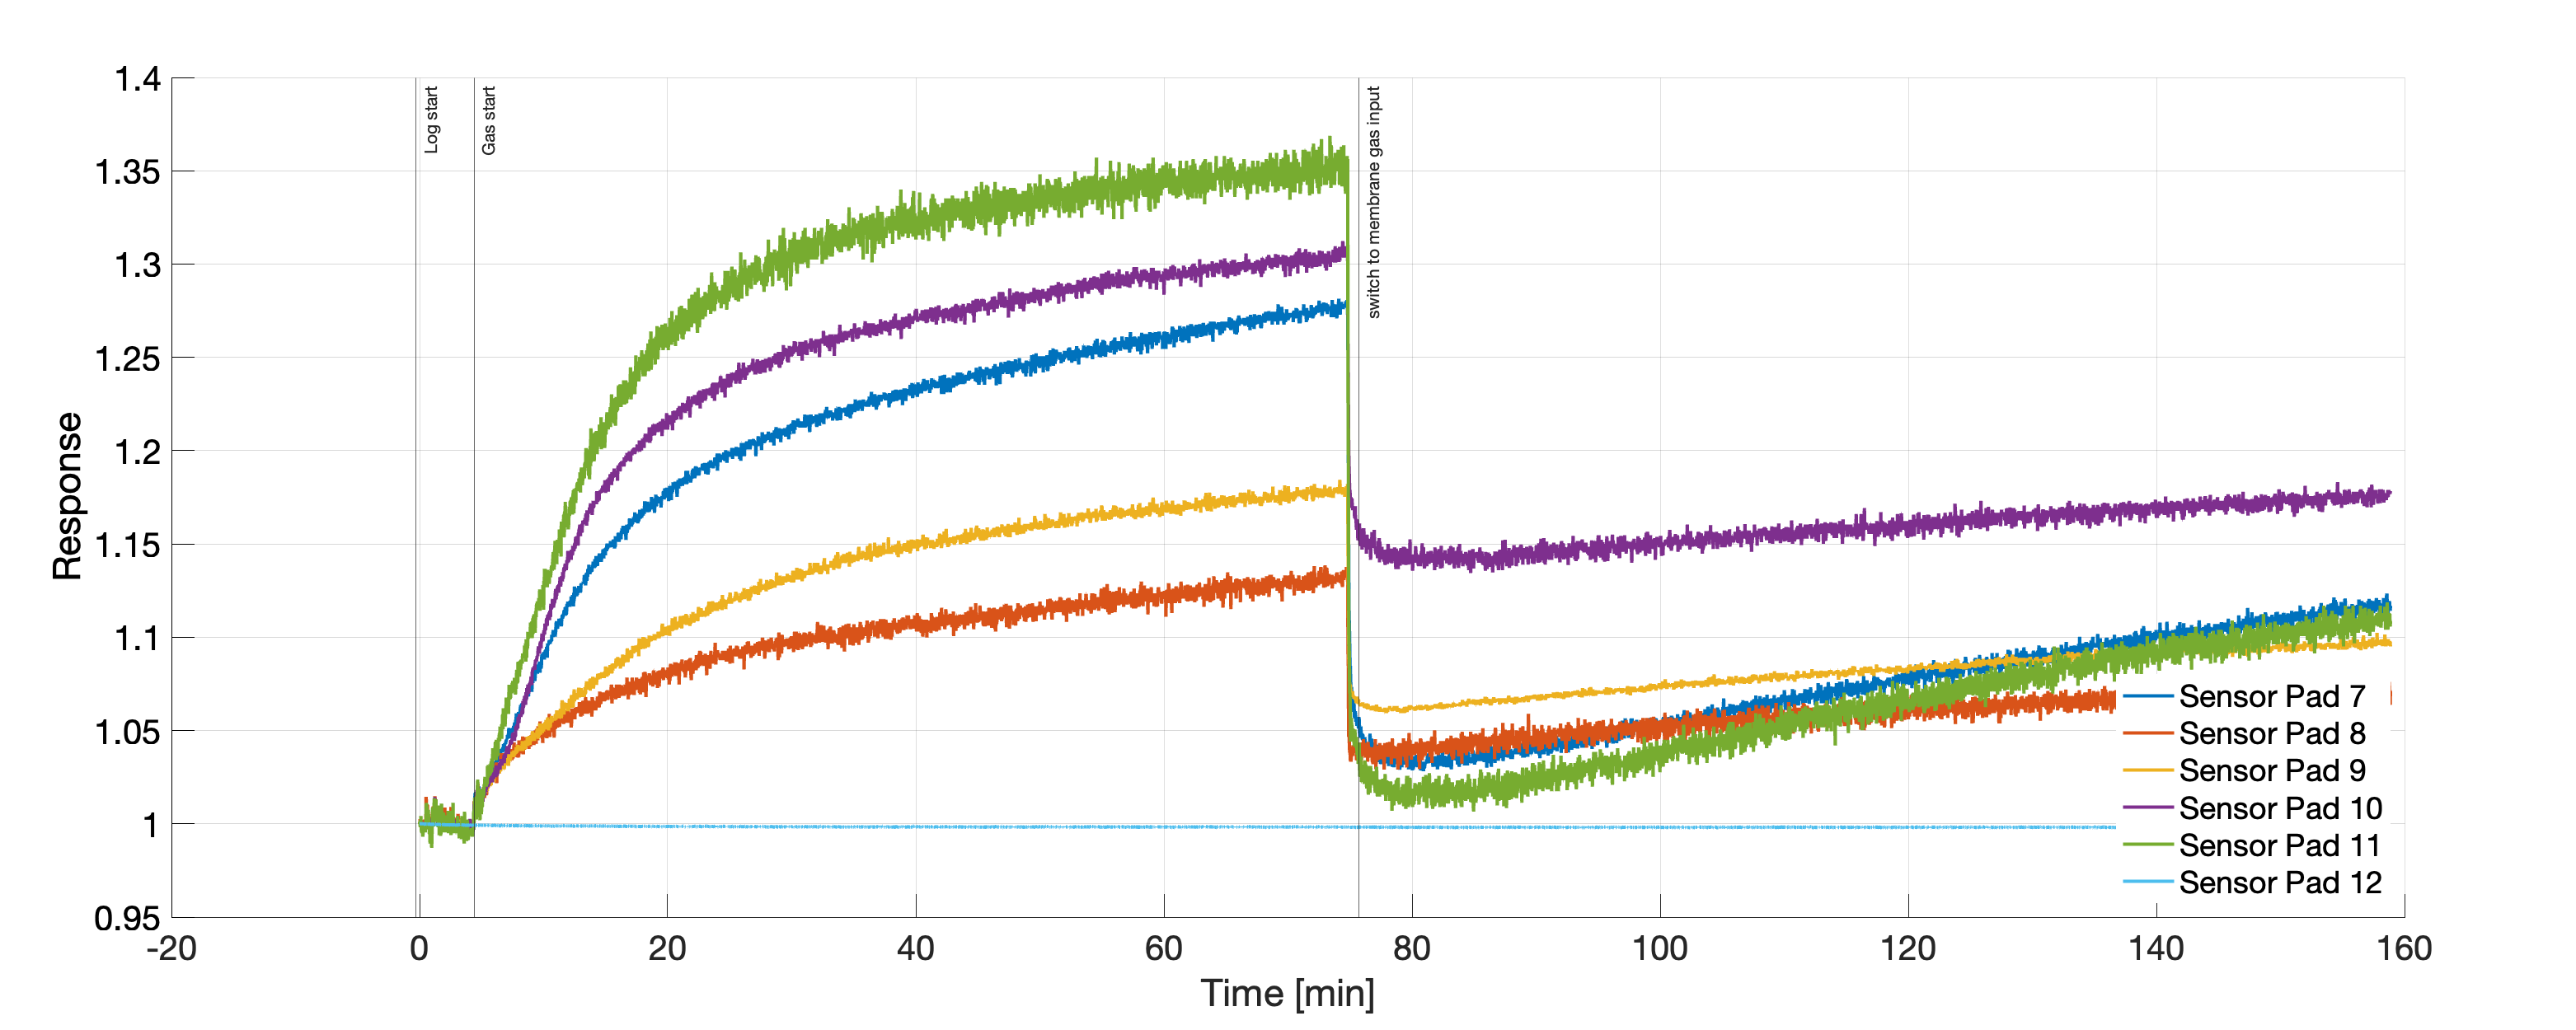 1.4
1.35
1.3
1.25
1.2
1.15
1.1
1.05
1
0.95
Response
Log start
Gas start
switch to membrane gas input
Sensor Pad 7
Sensor Pad 8
Sensor Pad 9
Sensor Pad 10
Sensor Pad 11
Sensor Pad 12
-20 0 20 40 60 80 100 120 140 160
Time [min]